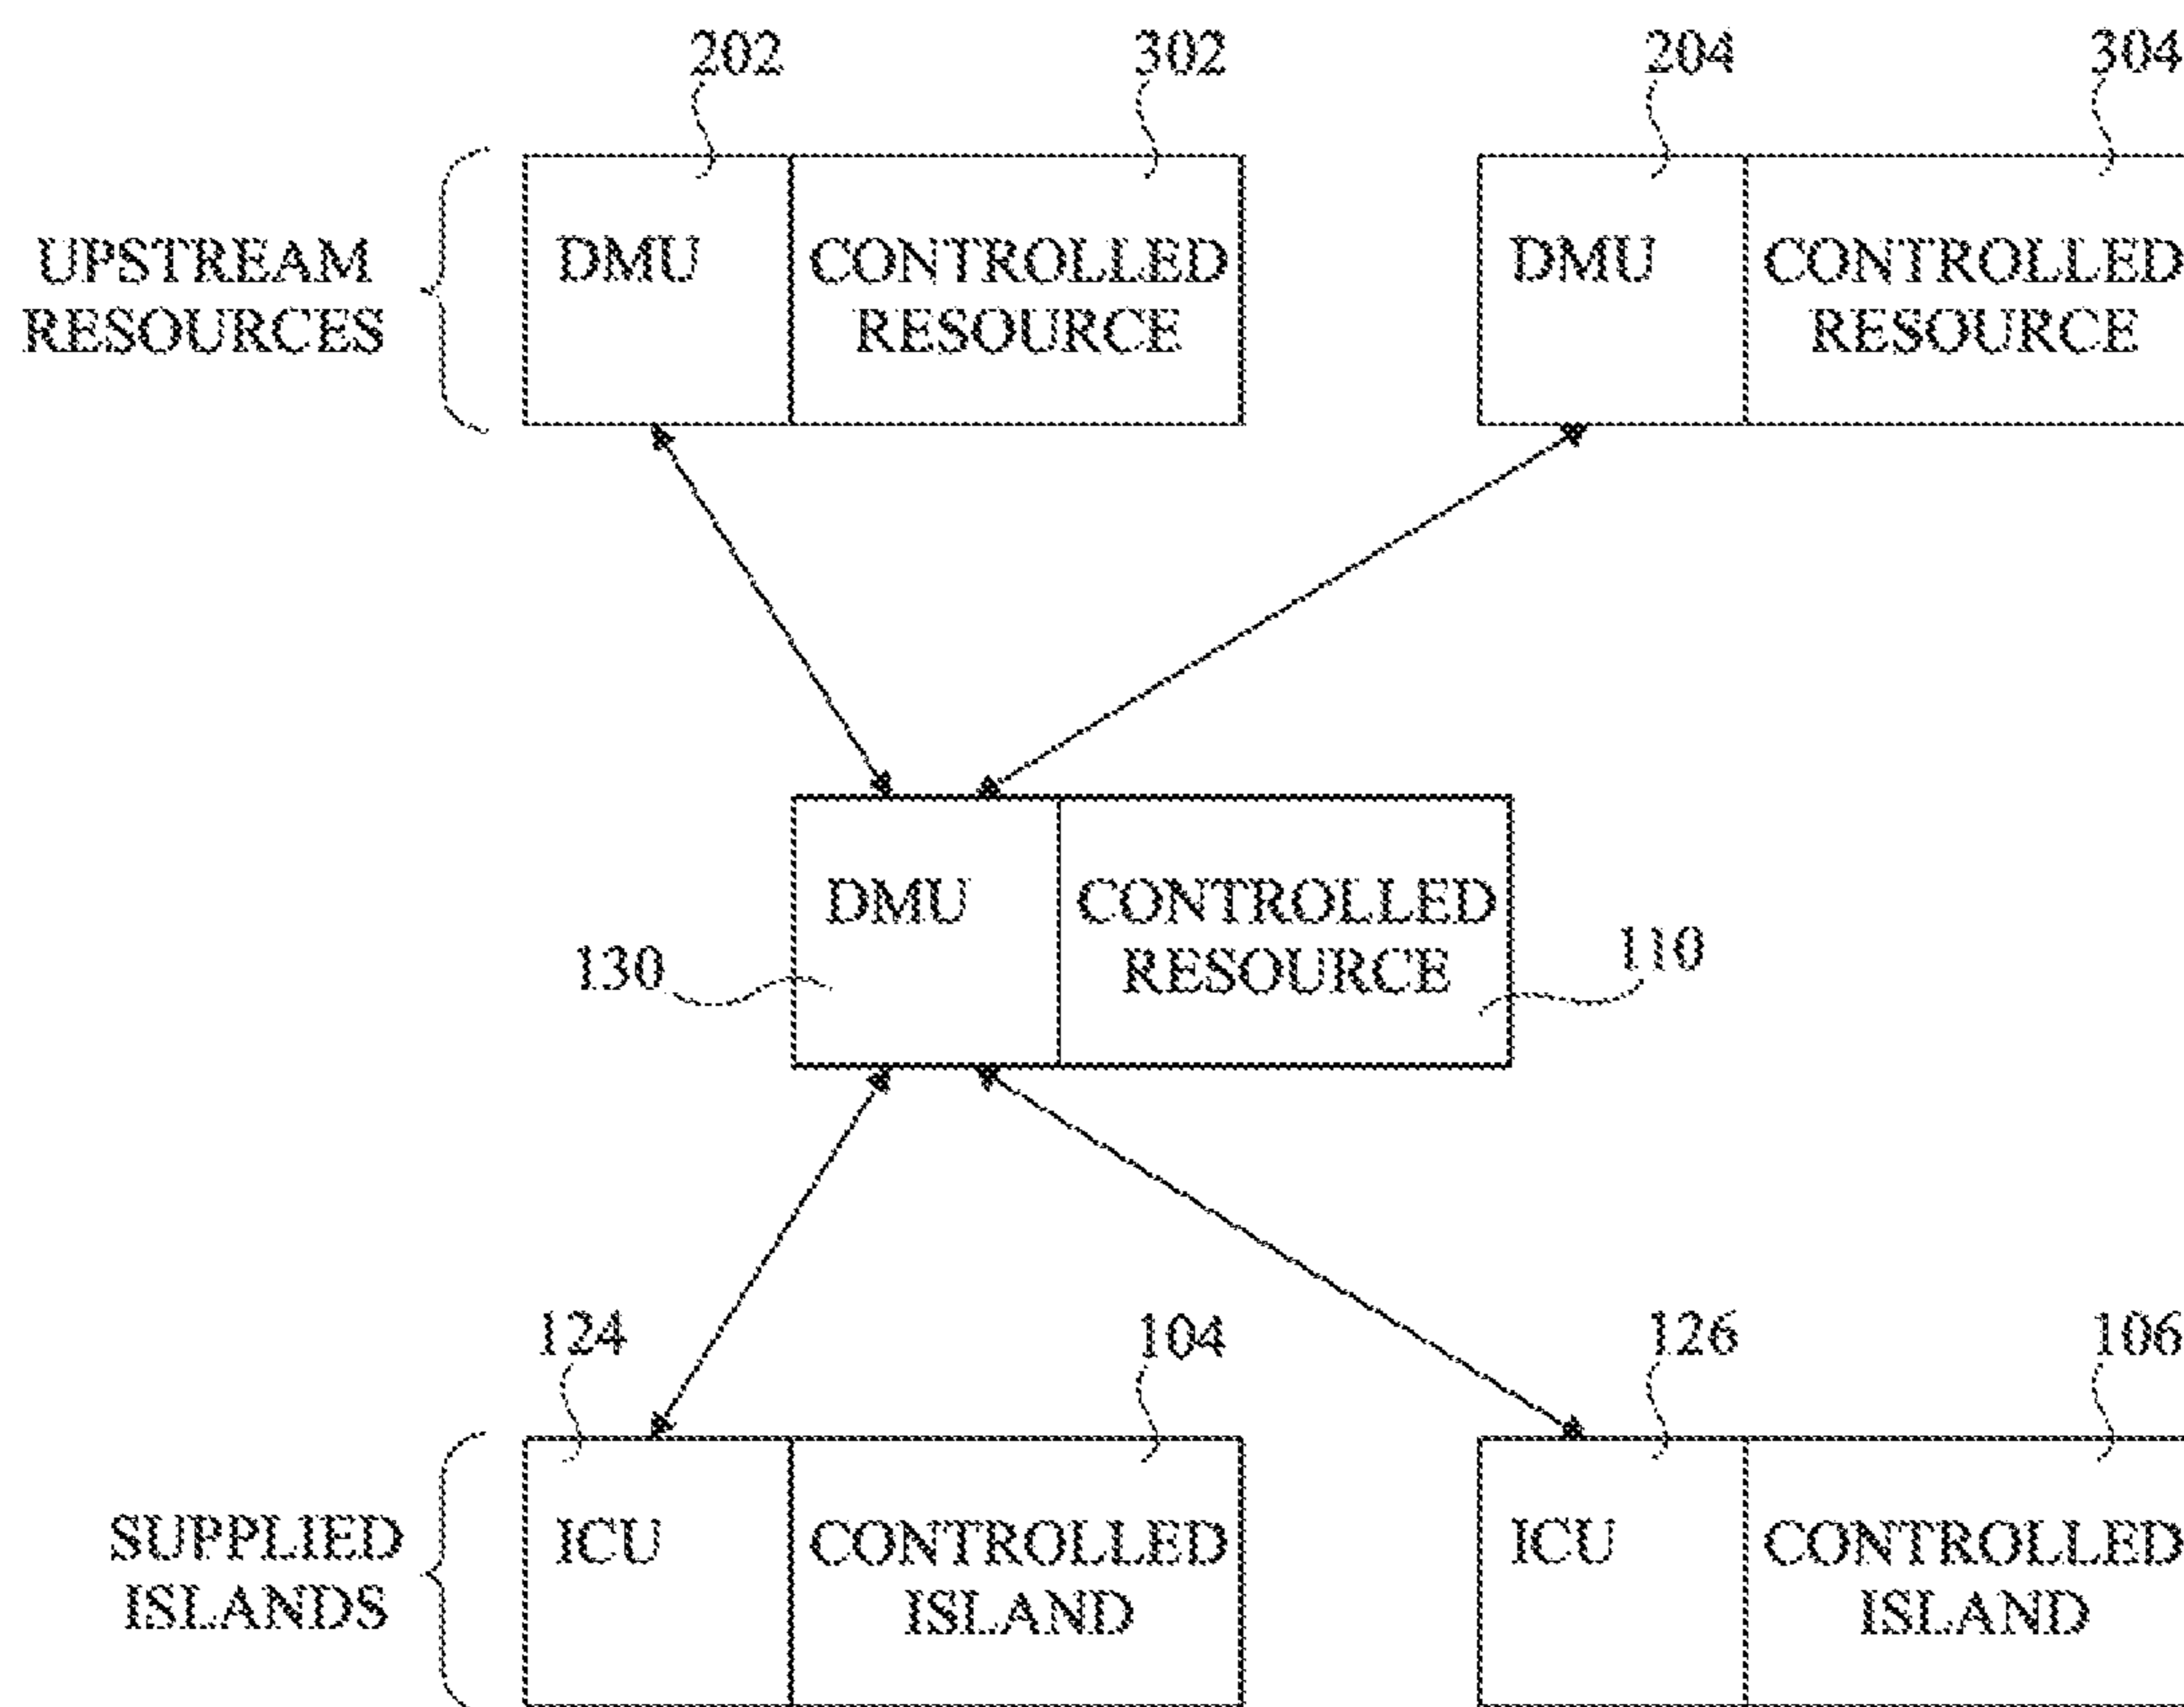 202 302 204 304
UPSTREAM
RESOURCES
DMU
CONTROLLED
RESOURCE
DMU
CONTROLLED
RESOURCE
DMU
CONTROLLED
RESOURCE
130
110
124 104 126 106
SUPPLIED
ISLANDS
ICU
CONTROLLED
ISLAND
ICU
CONTROLLED
ISLAND